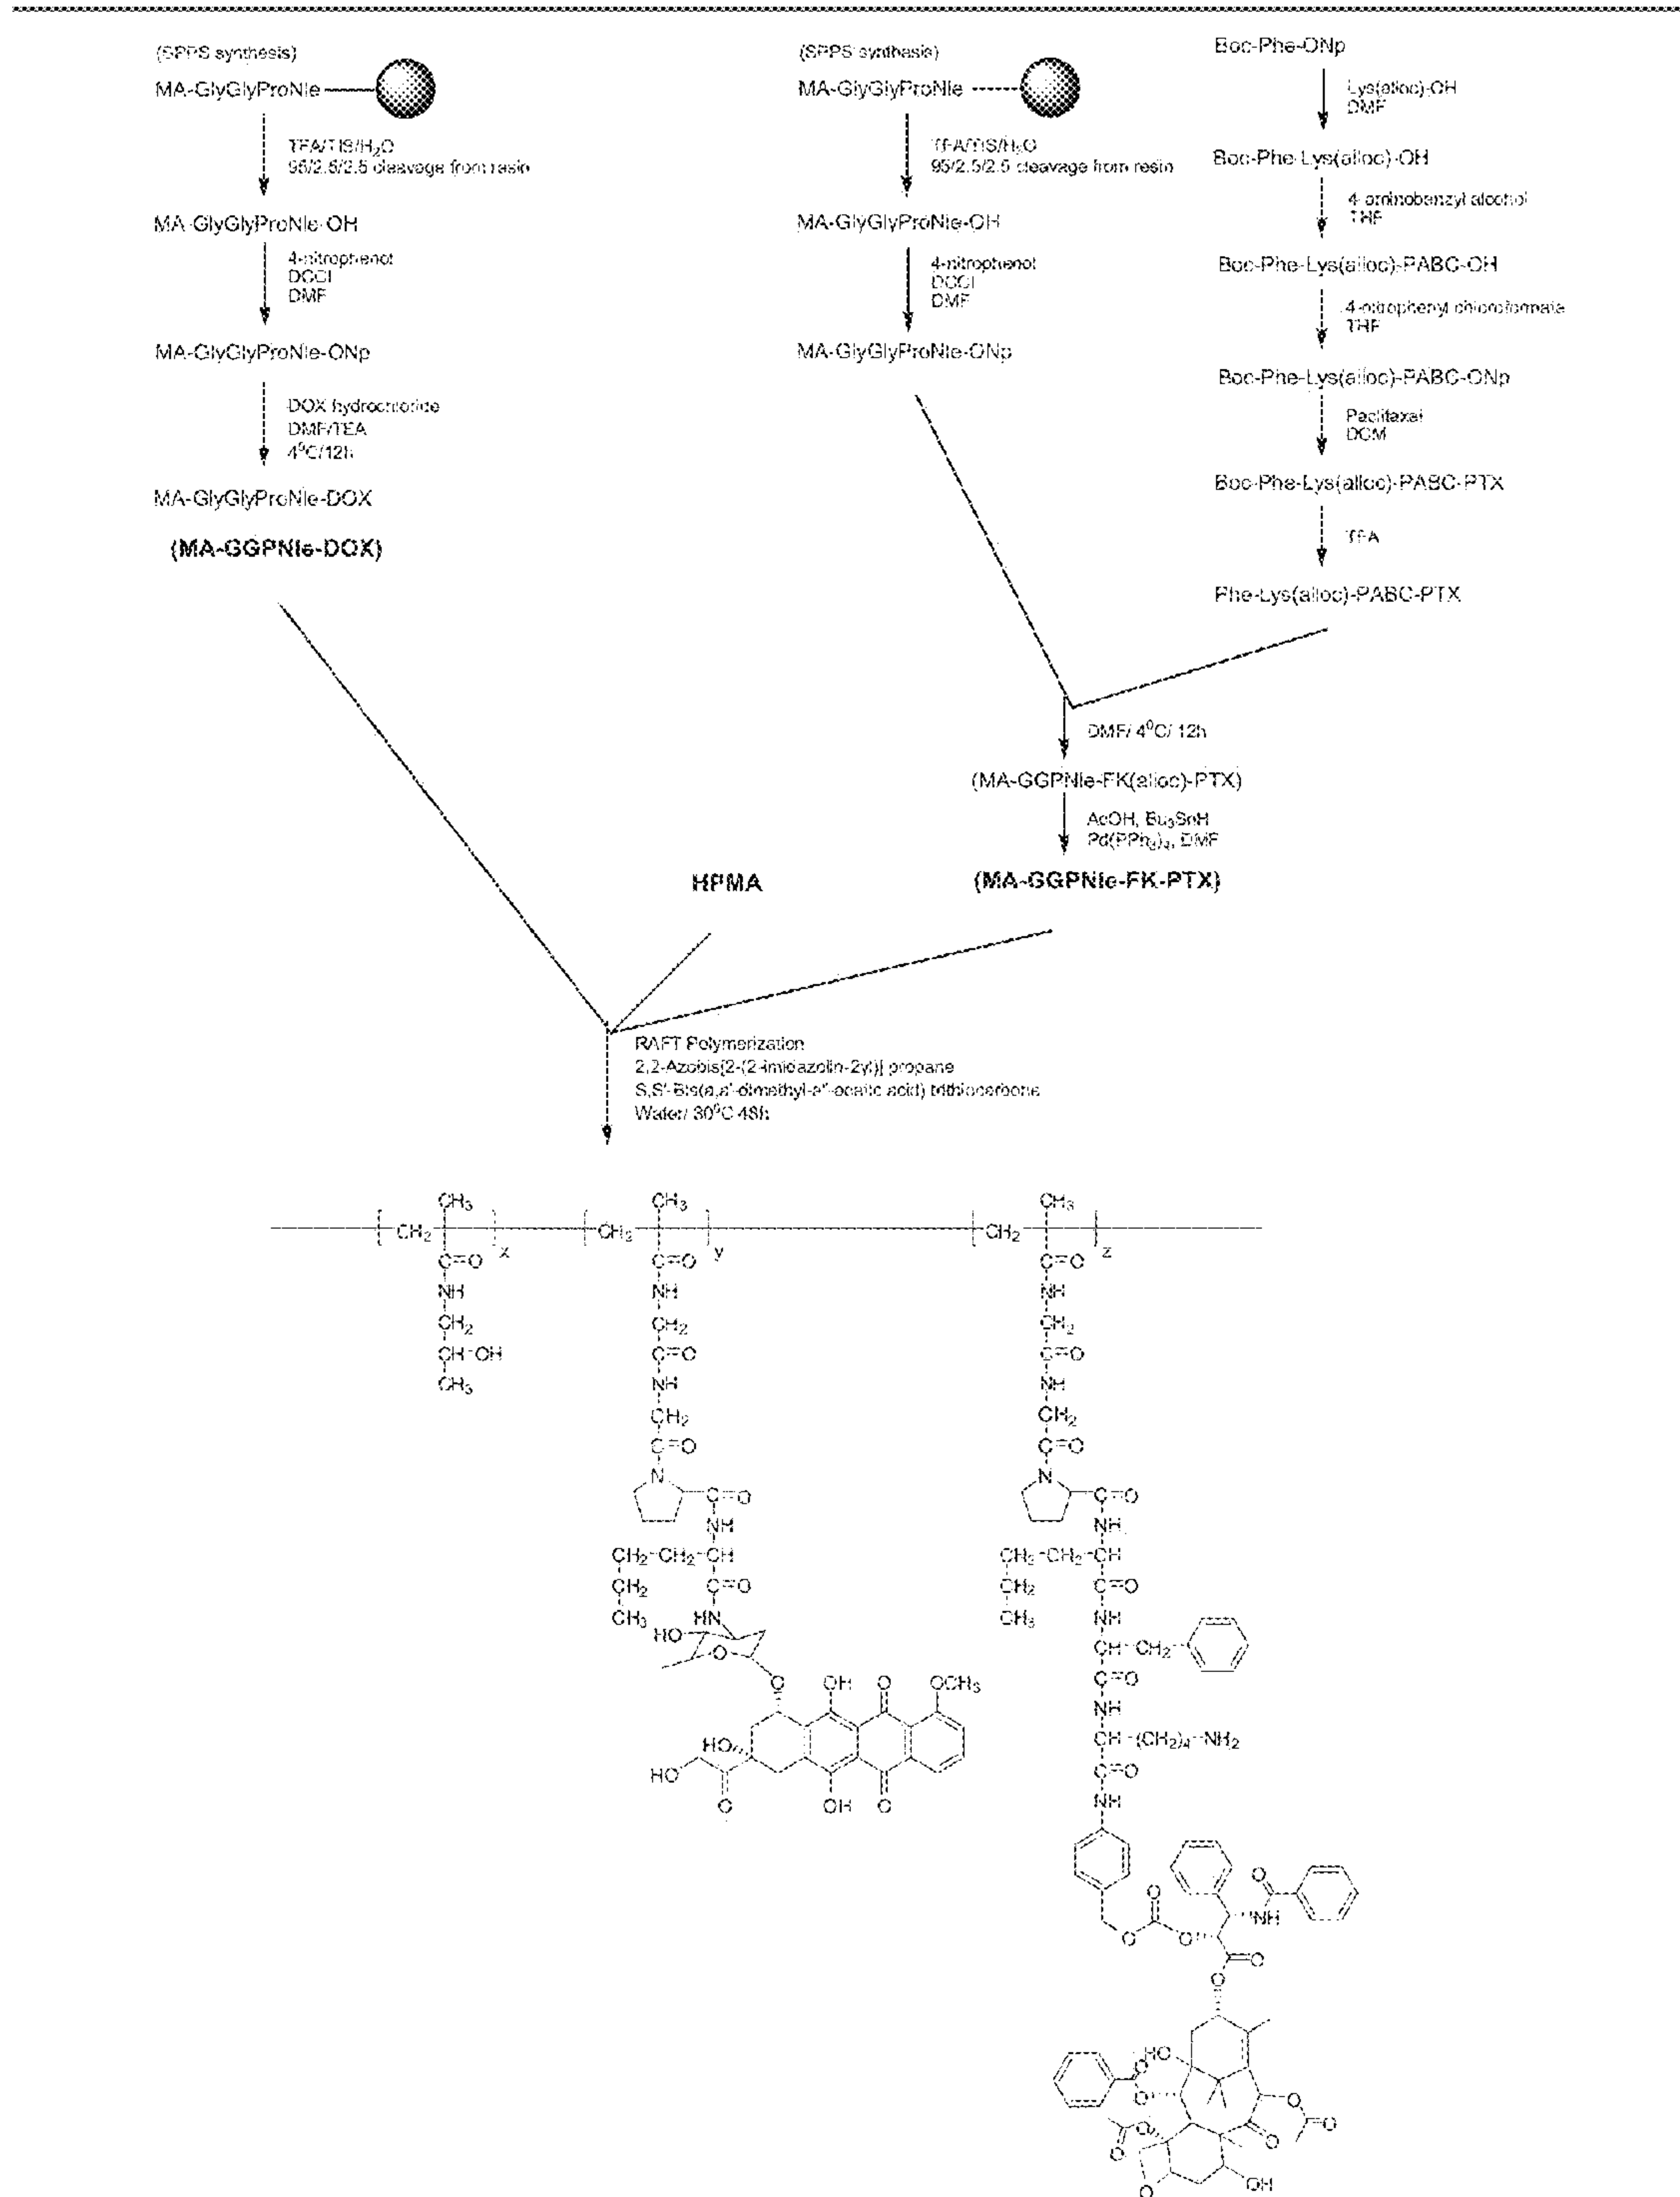 (SPPS synthesis)
MA-GlyGlyProNle
TFA/TIS/H2O
95/2.5/2.5 cleavage from resin
MA-GlyGlyProNle-OH
4-nitrophenol
DCCI
DMF
MA-GlyGlyProNle-ONp
DOX hydrochloride
DMF/TEA
4⁰C/12h
MA-GlyGlyProNle-DOX
(MA-GGPNle-DOX)
(SPPS synthesis)
MA-GlyGlyProNle
TFA/TIS/H2O
95/2.5/2.5 cleavage from resin
MA-GlyGlyProNle-OH
4-nitrophenol
DCCI
DMF
MA-GlyGlyProNle-ONp
Boc-Phe-ONp
Lys(alloc)-OH
DMF
Boc-Phe-Lys(alloc)-OH
4-aminobenzyl alcohol
THF
Boc-Phe-Lys(alloc)-PABC-OH
4-nitrophenyl chloroformate
THF
Boc-Phe-Lys(alloc)-PABC-ONp
Paclitaxel
DCM
Boc-Phe-Lys(alloc)-PABC-PTX
TFA
Phe-Lys(alloc)-PABC-PTX
DMF/ 4⁰C/ 12h
(MA-GGPNle-FK(alloc)-PTX)
AcOH, Bu3SnH
Pd(PPh3)4, DMF
HPMA
(MA-GGPNle-FK-PTX)
RAFT Polymerization
2,2-Azobis[2-(2-imidazolin-2yl)] propane
S,S'-Bis(a,a'-dimethyl-a''-acetic acid) trithiocarbone
Water/ 30⁰C 48h
CH3 CH3 CH3
CH2 x CH2 y CH2 z
C=O C=O C=O
NH NH NH
CH2 CH2 CH2
CH-OH C=O C=O
CH3 NH NH
CH2 CH2
C=O C=O
N N
C=O C=O
NH NH
CH2-CH2-CH CH2-CH2-CH
CH2 C=O CH2 C=O
CH3 HN CH3 NH
HO O
CH-CH2
O OH O OCH3 C=O
NH
HO CH-(CH2)4-NH2
HO C=O
O OH O NH
O O
O O NH
O
O
HO
O
O O
O O O
O O
O OH